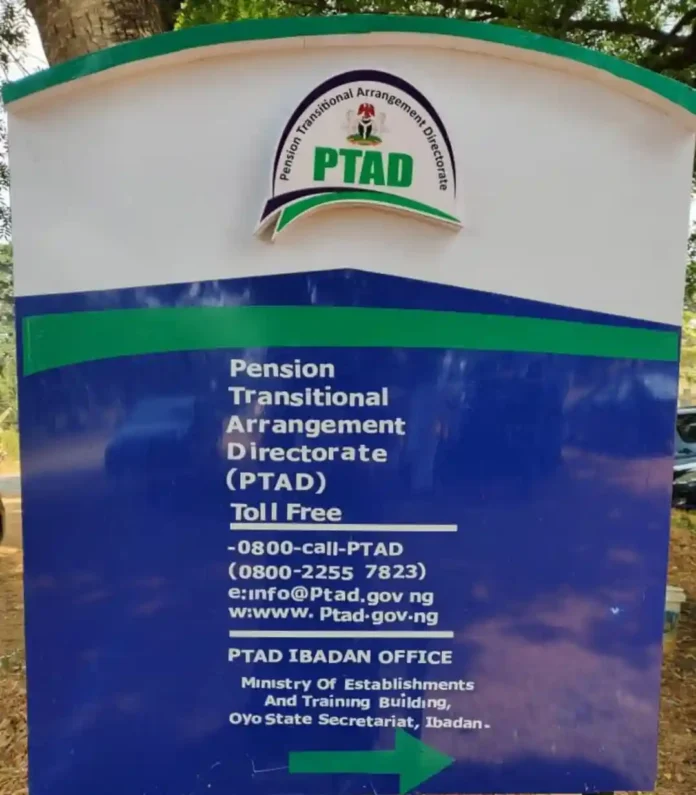 Pension Transitional Arrangement Directorate
PTAD
Pension
Transitional
Arrangement
Directorate
(PTAD)
Toll Free
-0800-call-PTAD
(0800-2255 7823)
e:info@Ptad.gov ng
w:www. Ptad.gov.ng
PTAD IBADAN OFFICE
Ministry Of Establishments
And Training Building,
Oyo State Secretariat, Ibadan.